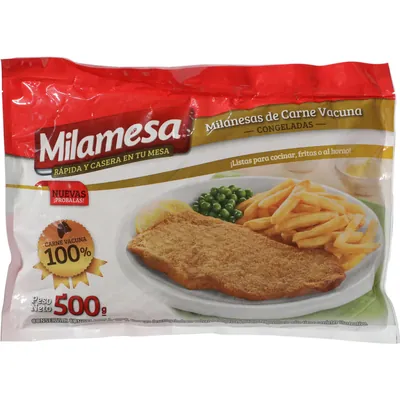 Milamesa
RÁPIDA Y CASERA EN TU MESA
Milanesas de Carne Vacuna
CONGELADAS
¡Listas para cocinar, fritos o al horno!
NUEVAS
¡PROBALAS!
CARNE VACUNA
100%
Peso
Neto
500g